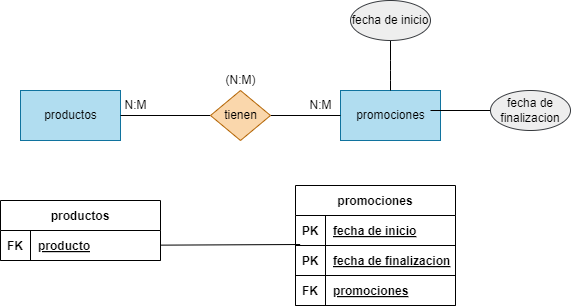 fecha de inicio
(N:M)
productos
N:M
tienen
N:M
promociones
fecha de
finalizacion
productos
FK producto
promociones
PK fecha de inicio
PK fecha de finalizacion
FK promociones